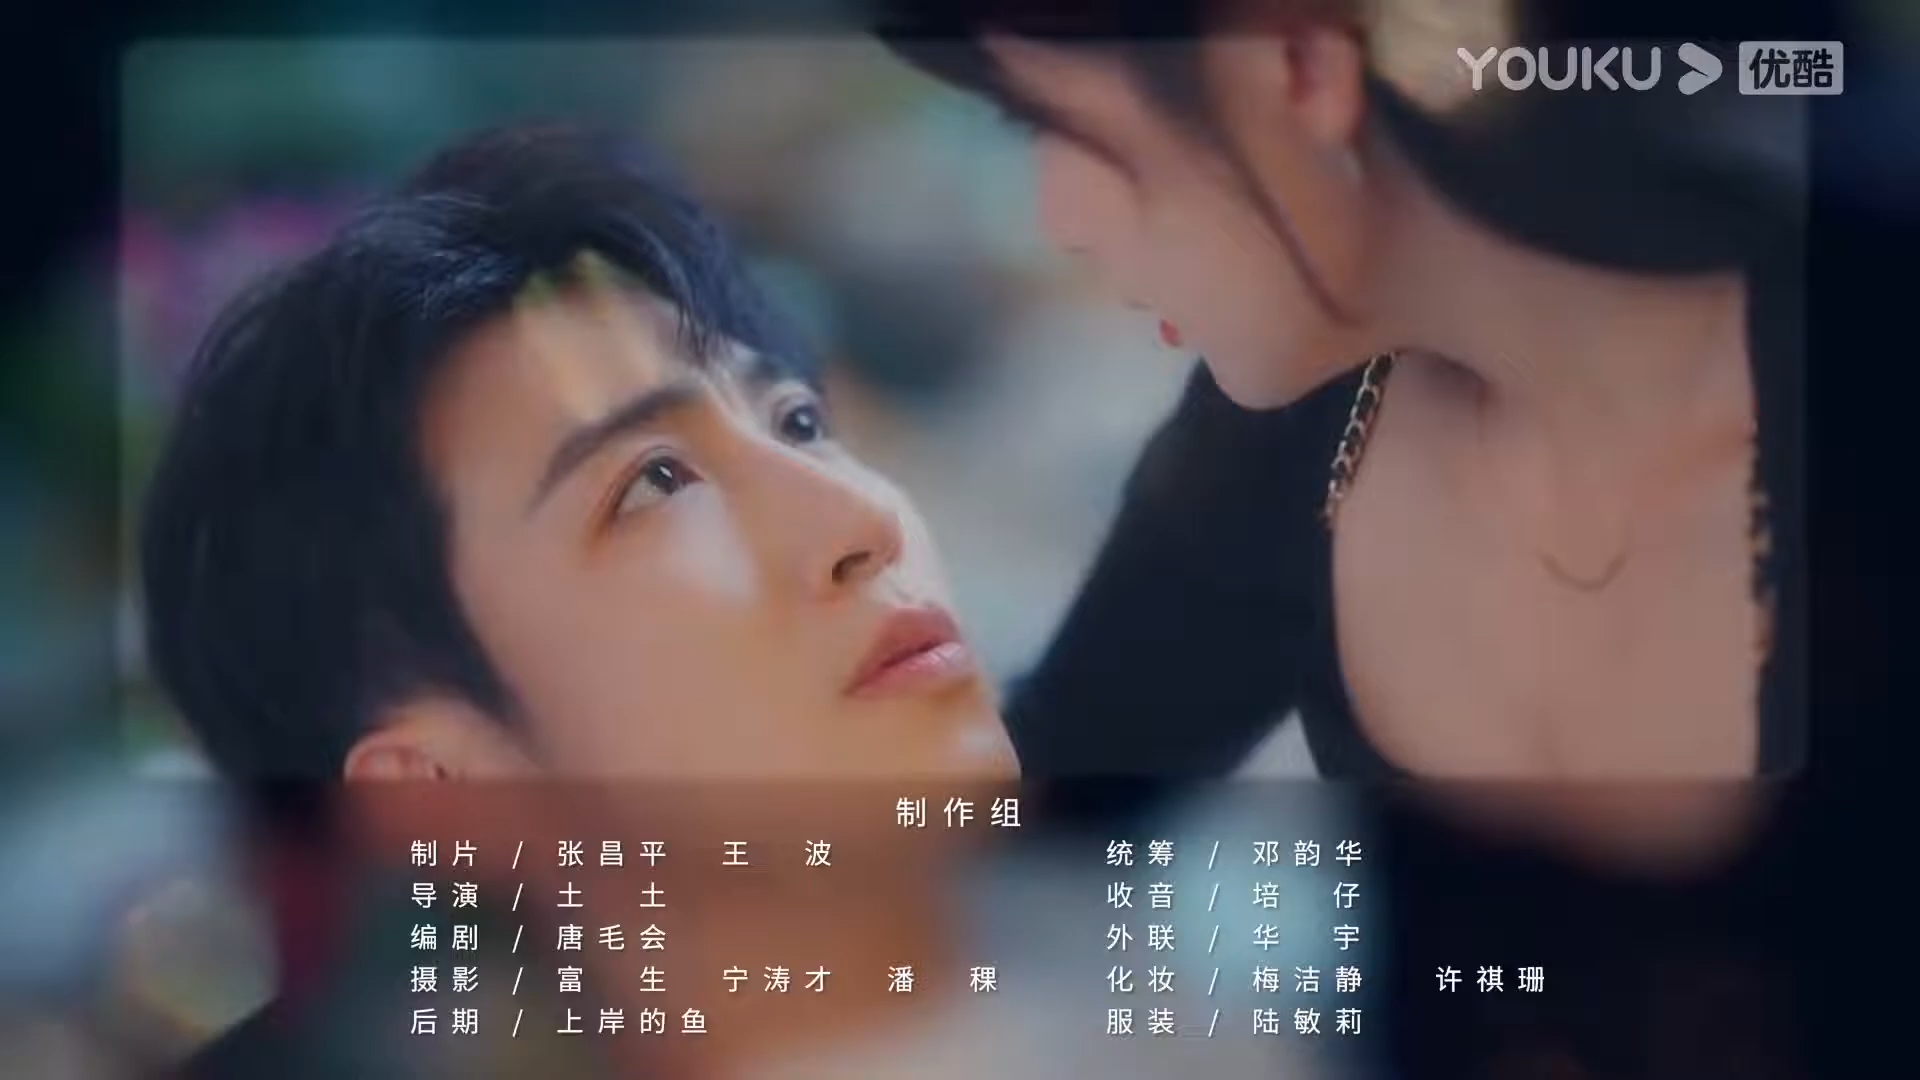 YOUKU 优酷
制作组
制片 / 张昌平 王波
导演 / 土土
编剧 / 唐毛会
摄影 / 富生 宁涛才 潘稞
后期 / 上岸的鱼
统筹 / 邓韵华
收音 / 培仔
外联 / 华宇
化妆 / 梅洁静 许祺珊
服装 / 陆敏莉